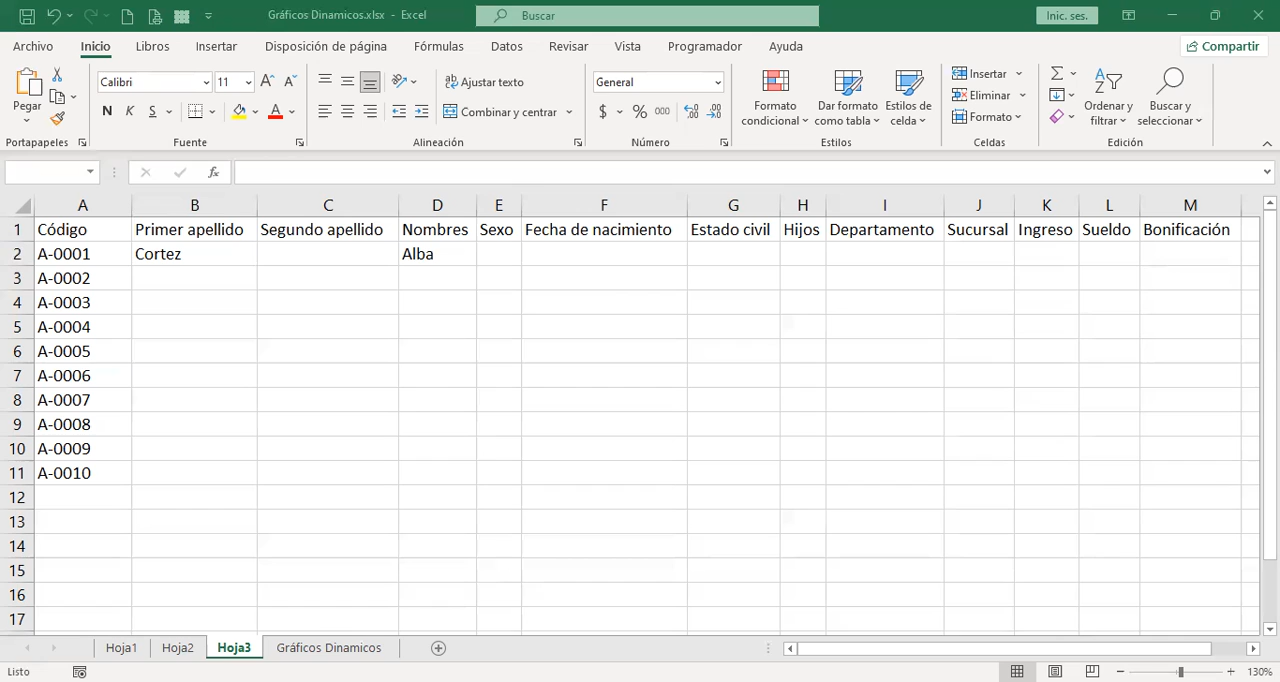 Gráficos Dinamicos.xlsx - Excel
Buscar
Inic. ses.
Archivo Inicio Libros Insertar Disposición de página Fórmulas Datos Revisar Vista Programador Ayuda
Compartir
Pegar
Calibri 11
N K S
Ajustar texto
Combinar y centrar
General
$ % 000
Formato condicional
Dar formato como tabla
Estilos de celda
Insertar
Eliminar
Formato
Ordenar y filtrar
Buscar y seleccionar
Portapapeles Fuente Alineación Número Estilos Celdas Edición
fx
A B C D E F G H I J K L M
1 Código Primer apellido Segundo apellido Nombres Sexo Fecha de nacimiento Estado civil Hijos Departamento Sucursal Ingreso Sueldo Bonificación
2 A-0001 Cortez Alba
3 A-0002
4 A-0003
5 A-0004
6 A-0005
7 A-0006
8 A-0007
9 A-0008
10 A-0009
11 A-0010
12
13
14
15
16
17
Hoja1 Hoja2 Hoja3 Gráficos Dinamicos
Listo
130%